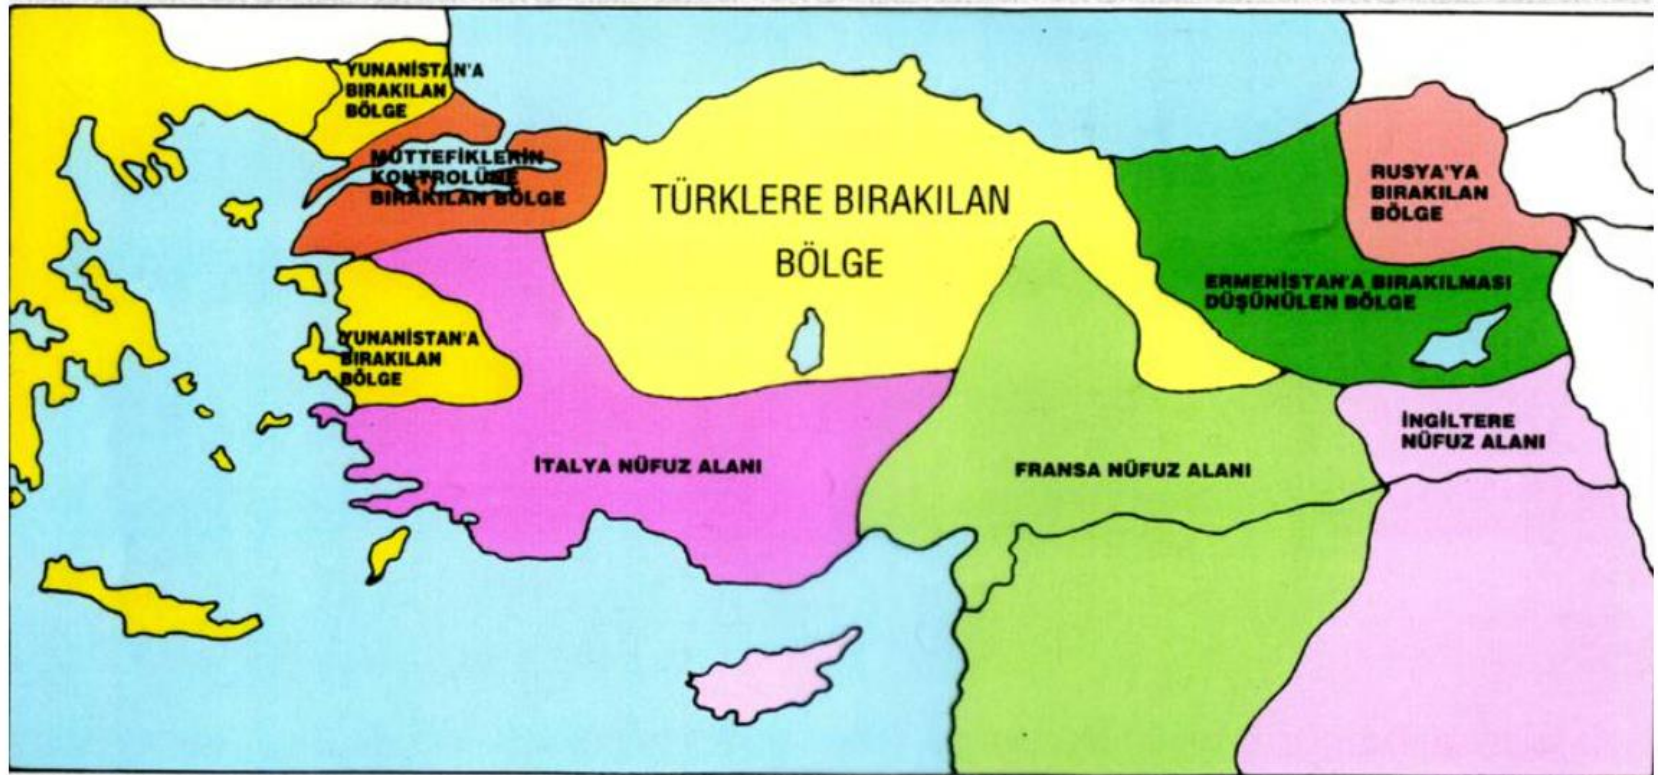 YUNANİSTAN'A
BIRAKILAN
BÖLGE
MÜTTEFİKLERİN
KONTROLÜNE
BIRAKILAN BÖLGE
TÜRKLERE BIRAKILAN
BÖLGE
RUSYA'YA
BIRAKILAN
BÖLGE
ERMENİSTAN'A BIRAKILMASI
DÜŞÜNÜLEN BÖLGE
YUNANİSTAN'A
BIRAKILAN
BÖLGE
İTALYA NÜFUZ ALANI
FRANSA NÜFUZ ALANI
İNGİLTERE
NÜFUZ ALANI